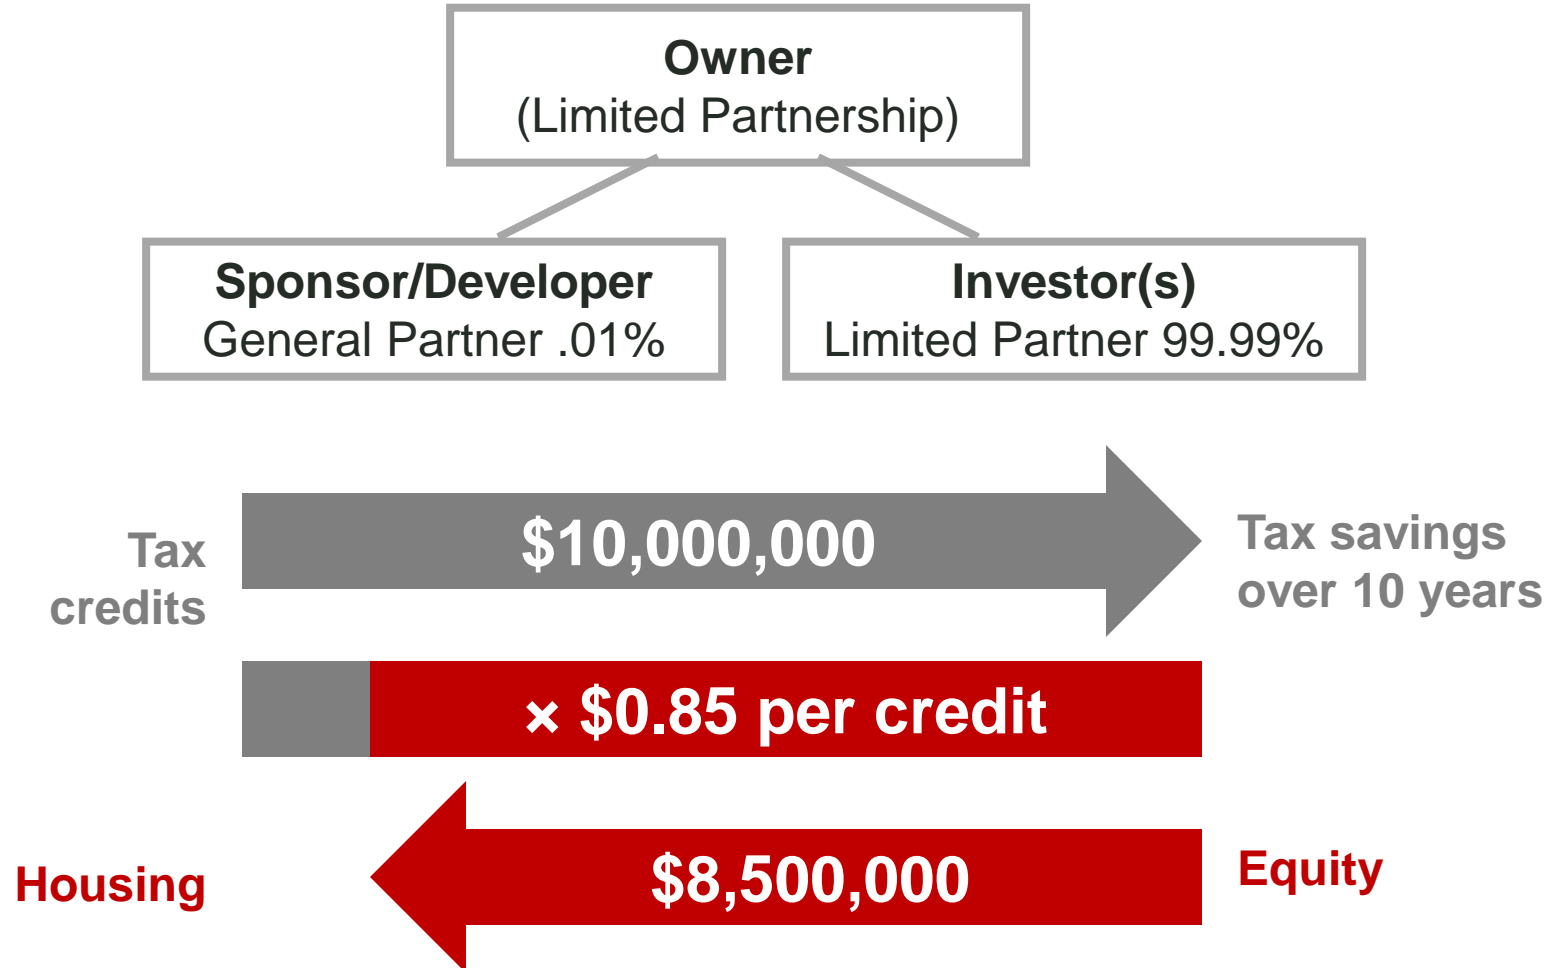 Owner
(Limited Partnership)
Sponsor/Developer
General Partner .01%
Investor(s)
Limited Partner 99.99%
Tax
credits
$10,000,000
Tax savings
over 10 years
× $0.85 per credit
Housing
$8,500,000
Equity